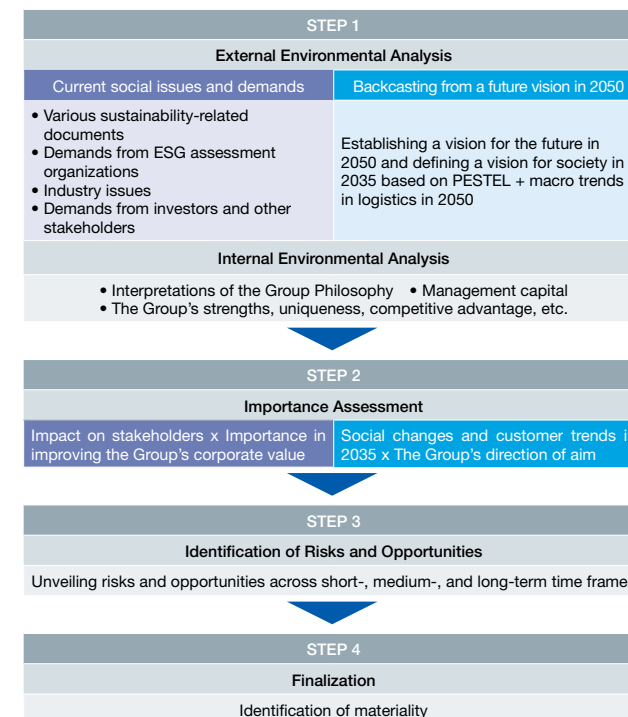 STEP 1
External Environmental Analysis
Current social issues and demands
• Various sustainability-related
documents
• Demands from ESG assessment
organizations
• Industry issues
• Demands from investors and other
stakeholders
Backcasting from a future vision in 2050
Establishing a vision for the future in
2050 and defining a vision for society in
2035 based on PESTEL + macro trends
in logistics in 2050
Internal Environmental Analysis
• Interpretations of the Group Philosophy • Management capital
• The Group's strengths, uniqueness, competitive advantage, etc.
STEP 2
Importance Assessment
Impact on stakeholders x Importance in
improving the Group's corporate value
Social changes and customer trends i
2035 x The Group's direction of aim
STEP 3
Identification of Risks and Opportunities
Unveiling risks and opportunities across short-, medium-, and long-term time frame
STEP 4
Finalization
Identification of materiality